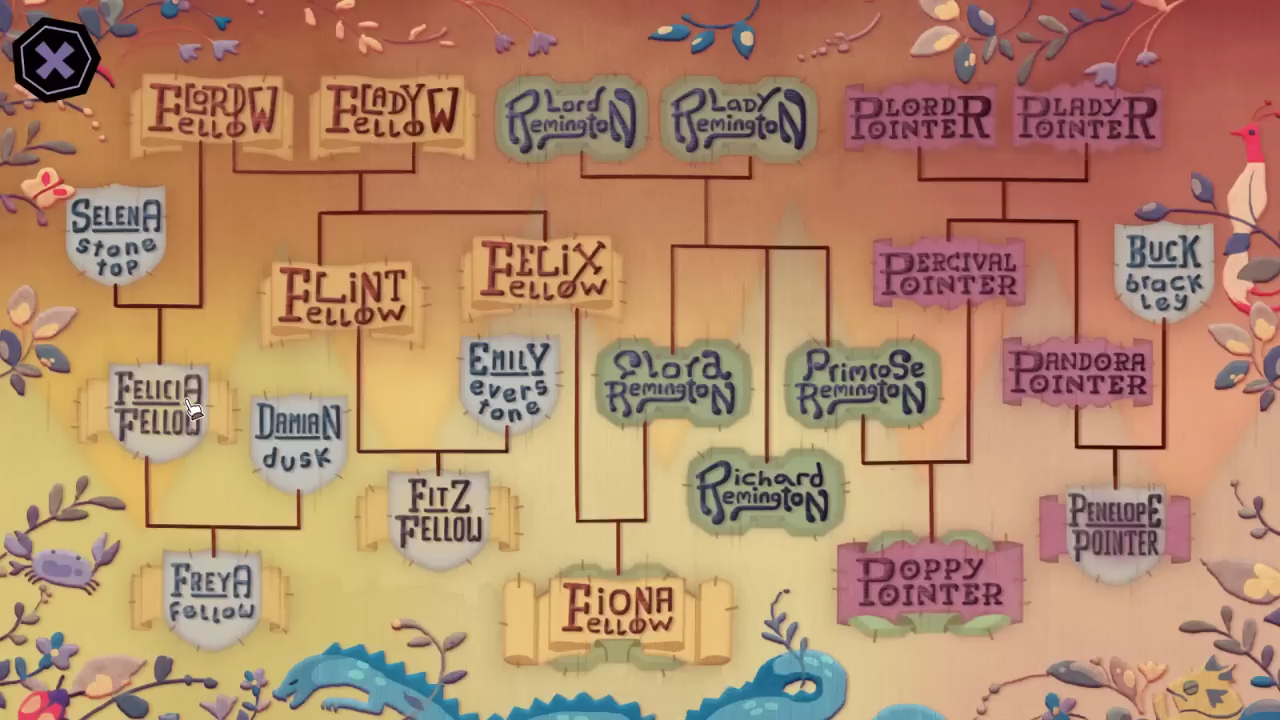 LORD W
FELLOW
LADY W
FELLOW
Lord
RemingtoN
LADY
RemingtoN
LORD R
POINTER
LADY R
POINTER
SELENA
stone
top
FLiNT
FELLOW
FELIX
FELLOW
PERCIVAL
POINTER
BUCK
brack
ley
FELICIA
FELLOW
DAMIAN
dusk
EMILY
evers
tone
Flora
RemingtoN
PrimroSe
RemingtoN
PANDORA
POINTER
FITZ
FELLOW
Richard
RemingtoN
PENELOPE
POINTER
FREYA
FELLOW
FiONA
FELLOW
POPPY
POINTER